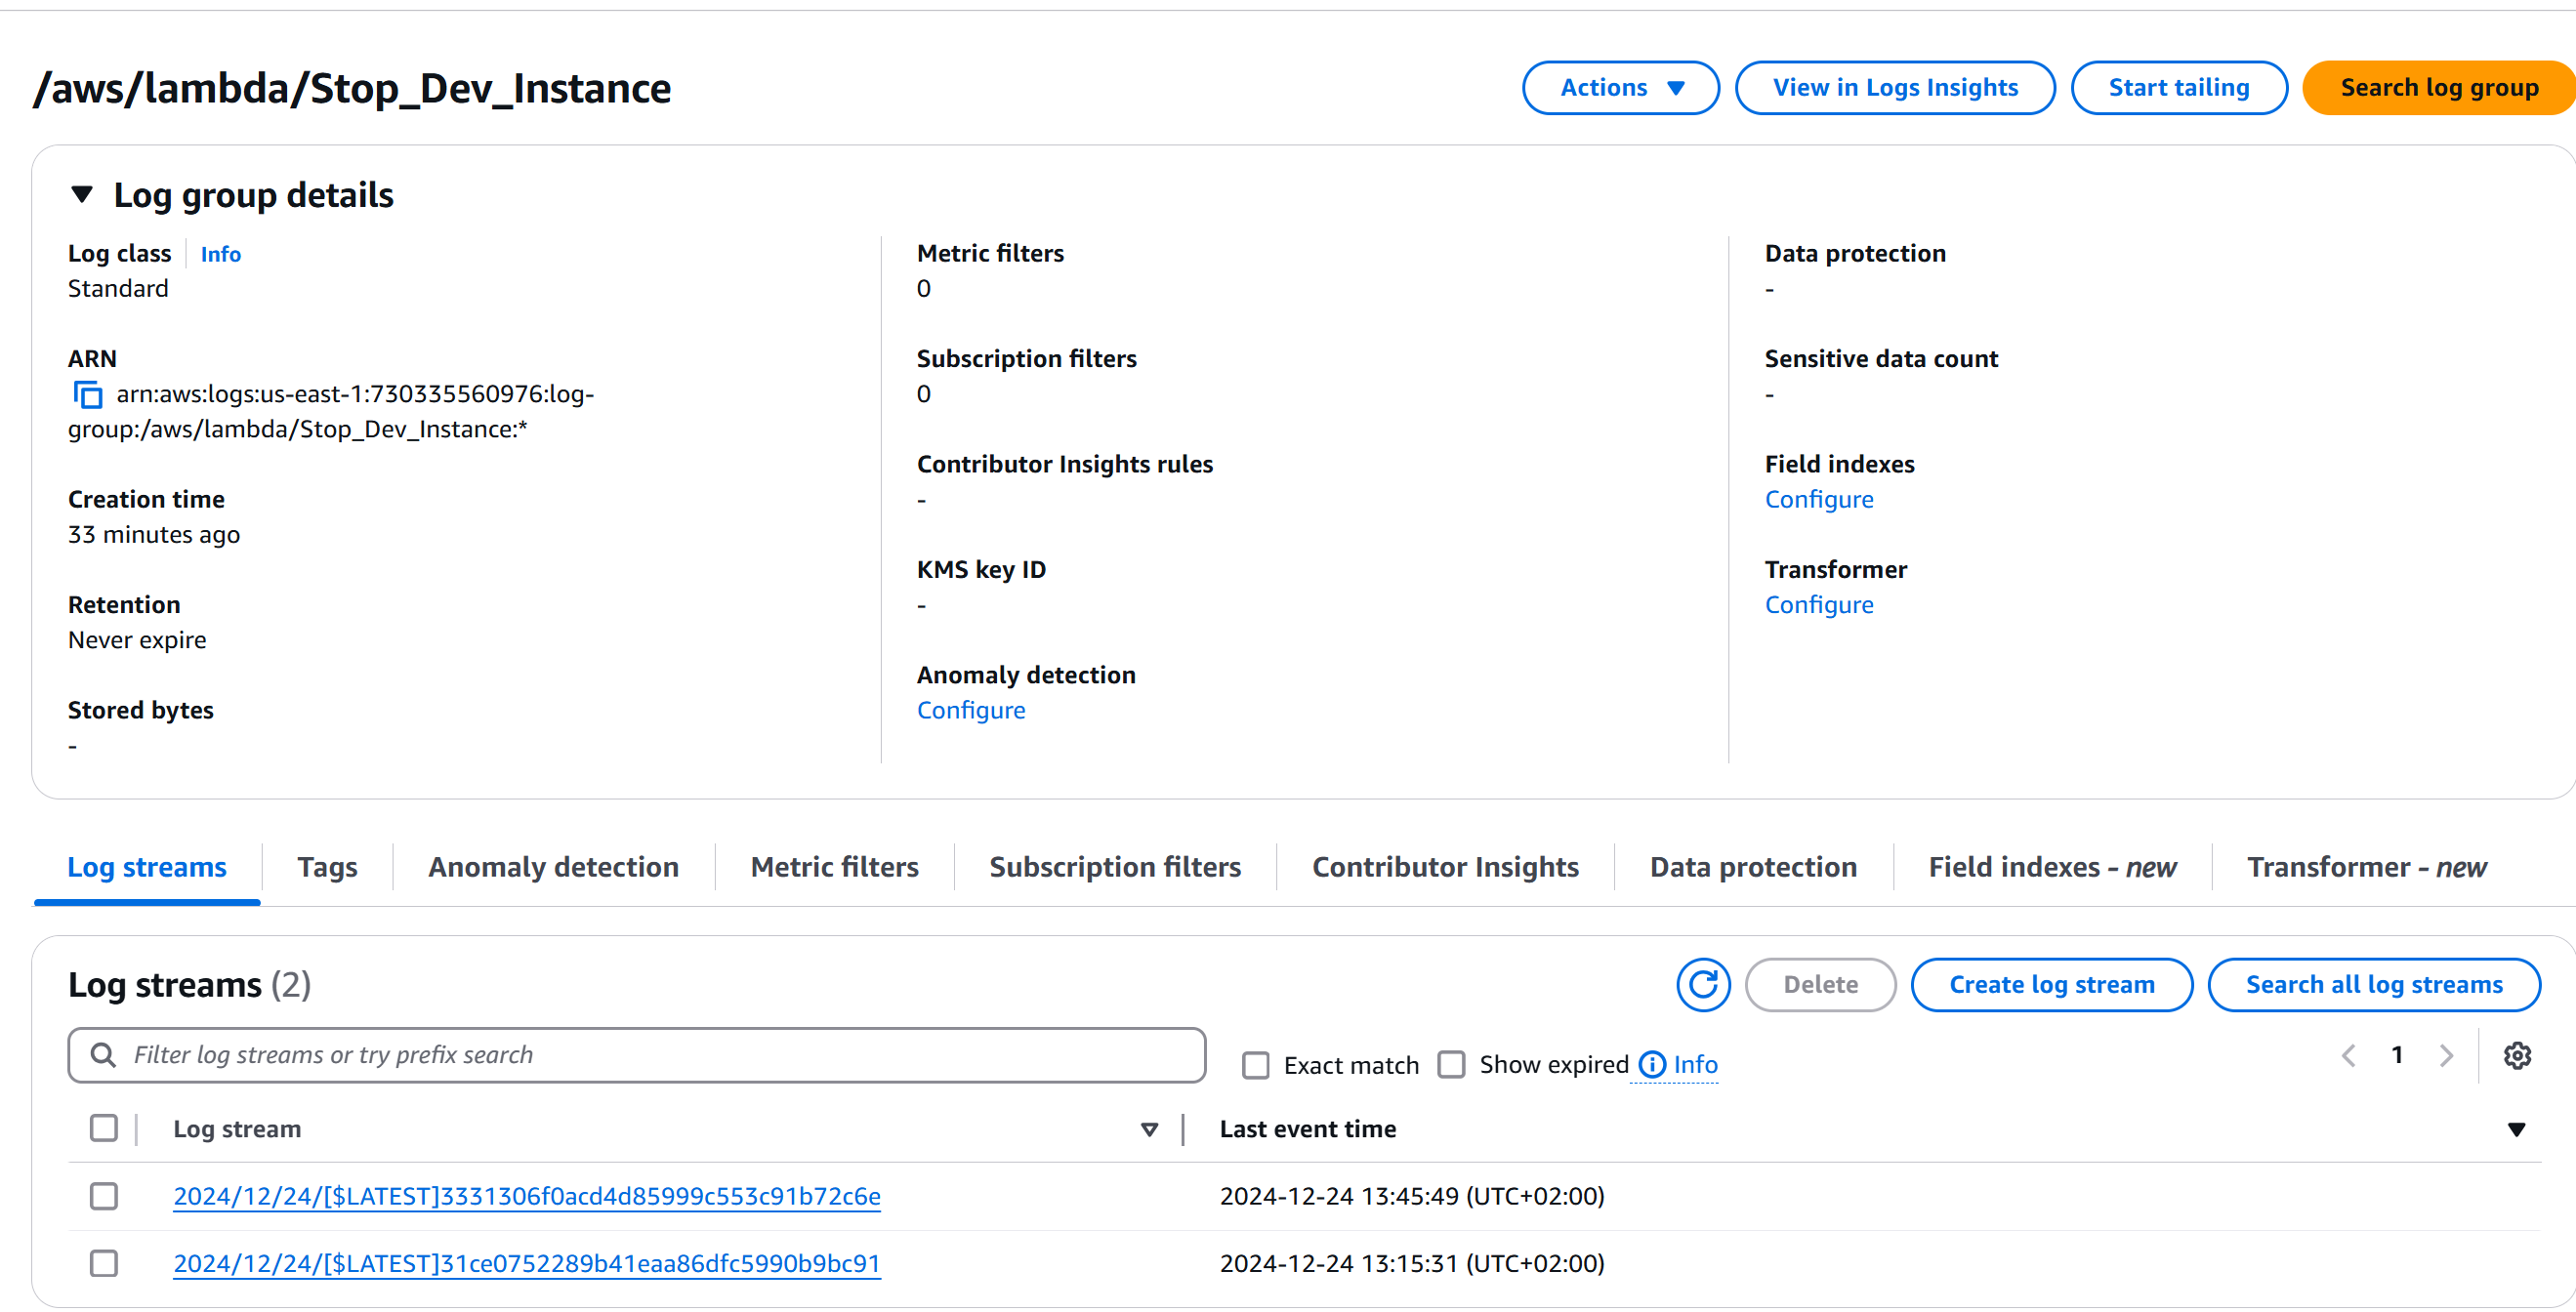 /aws/lambda/Stop_Dev_Instance
Actions
View in Logs Insights
Start tailing
Search log group
Log group details
Log class
Info
Standard
ARN
arn:aws:logs:us-east-1:730335560976:log-
group:/aws/lambda/Stop_Dev_Instance:*
Creation time
33 minutes ago
Retention
Never expire
Stored bytes
-
Metric filters
0
Subscription filters
0
Contributor Insights rules
-
KMS key ID
-
Anomaly detection
Configure
Data protection
-
Sensitive data count
-
Field indexes
Configure
Transformer
Configure
Log streams
Tags
Anomaly detection
Metric filters
Subscription filters
Contributor Insights
Data protection
Field indexes - new
Transformer - new
Log streams (2)
Delete
Create log stream
Search all log streams
Filter log streams or try prefix search
Exact match
Show expired
Info
1
Log stream
Last event time
2024/12/24/[$LATEST]3331306f0acd4d85999c553c91b72c6e
2024-12-24 13:45:49 (UTC+02:00)
2024/12/24/[$LATEST]31ce0752289b41eaa86dfc5990b9bc91
2024-12-24 13:15:31 (UTC+02:00)